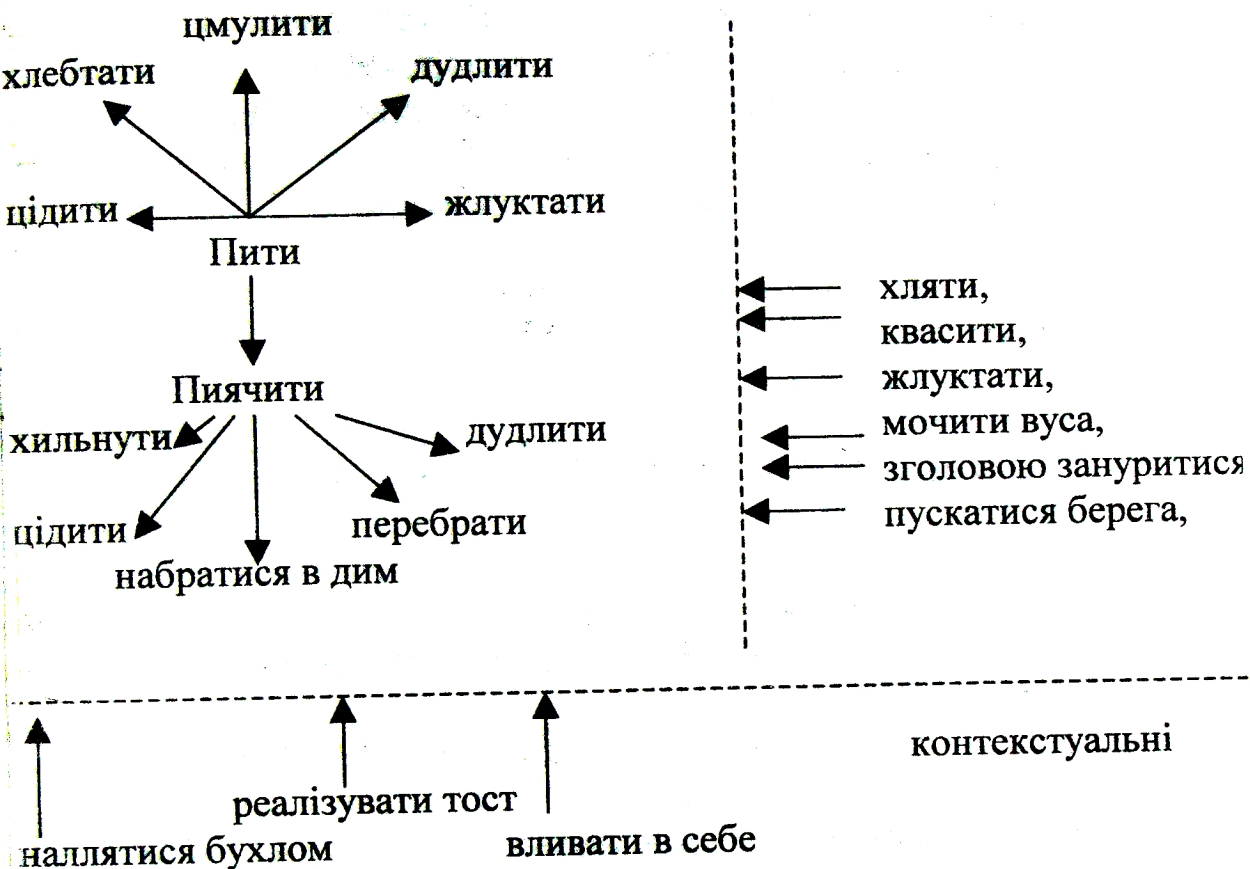 цмулити
хлебтати
дудлити
цідити
жлуктати
Пити
хляти,
квасити,
Пиячити
жлуктати,
хильнути
дудлити
мочити вуса,
зголовою зануритися
цідити
перебрати
пускатися берега,
набратися в дим
контекстуальні
реалізувати тост
наллятися бухлом
вливати в себе